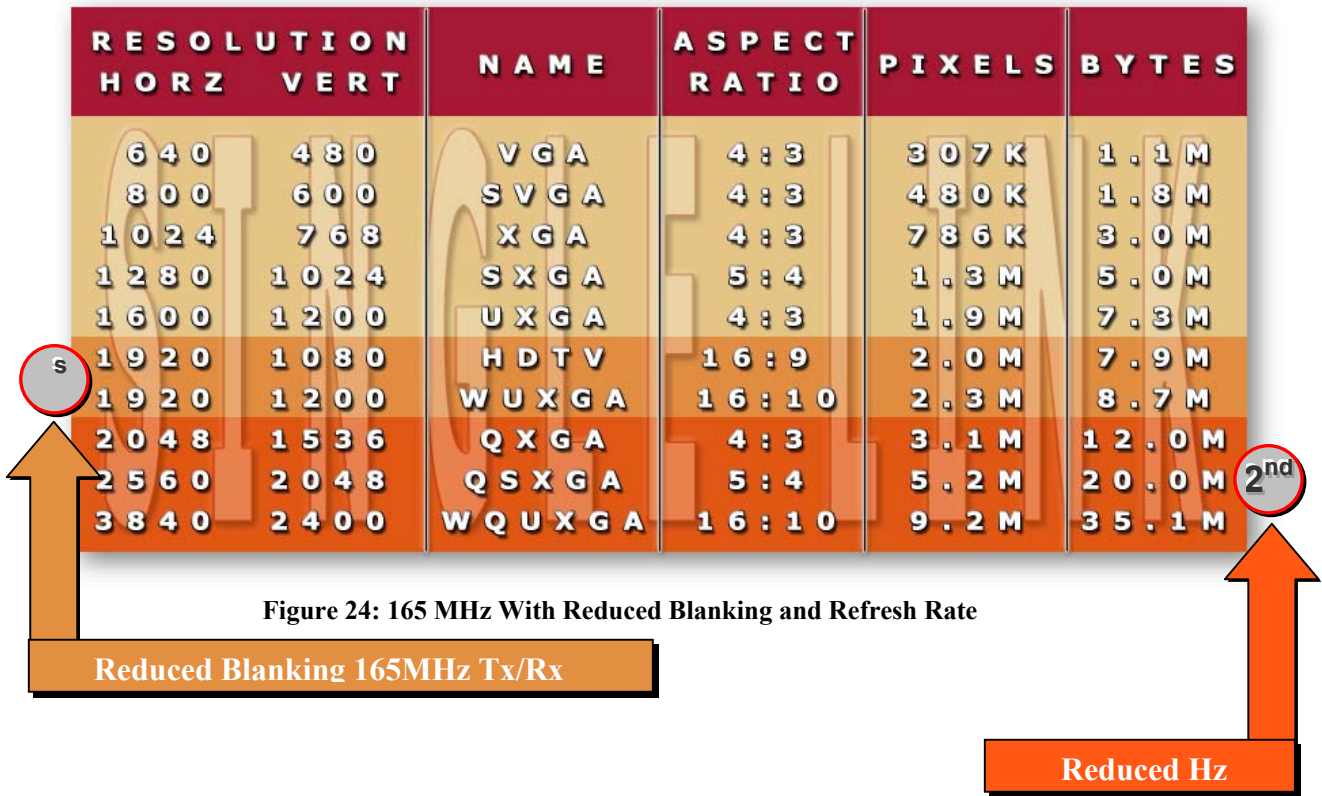 RESOLUTION NAME ASPECT PIXELS BYTES
HORZ VERT RATIO
640 480 VGA 4:3 307K 1.1M
800 600 SVGA 4:3 480K 1.8M
1024 768 XGA 4:3 786K 3.0M
1280 1024 SXGA 5:4 1.3M 5.0M
1600 1200 UXGA 4:3 1.9M 7.3M
1920 1080 HDTV 16:9 2.0M 7.9M
1920 1200 WUXGA 16:10 2.3M 8.7M
2048 1536 QXGA 4:3 3.1M 12.0M
2560 2048 QSXGA 5:4 5.2M 20.0M
3840 2400 WQUXGA 16:10 9.2M 35.1M
SINGLE LINK
s
2nd
Figure 24: 165 MHz With Reduced Blanking and Refresh Rate
Reduced Blanking 165MHz Tx/Rx
Reduced Hz